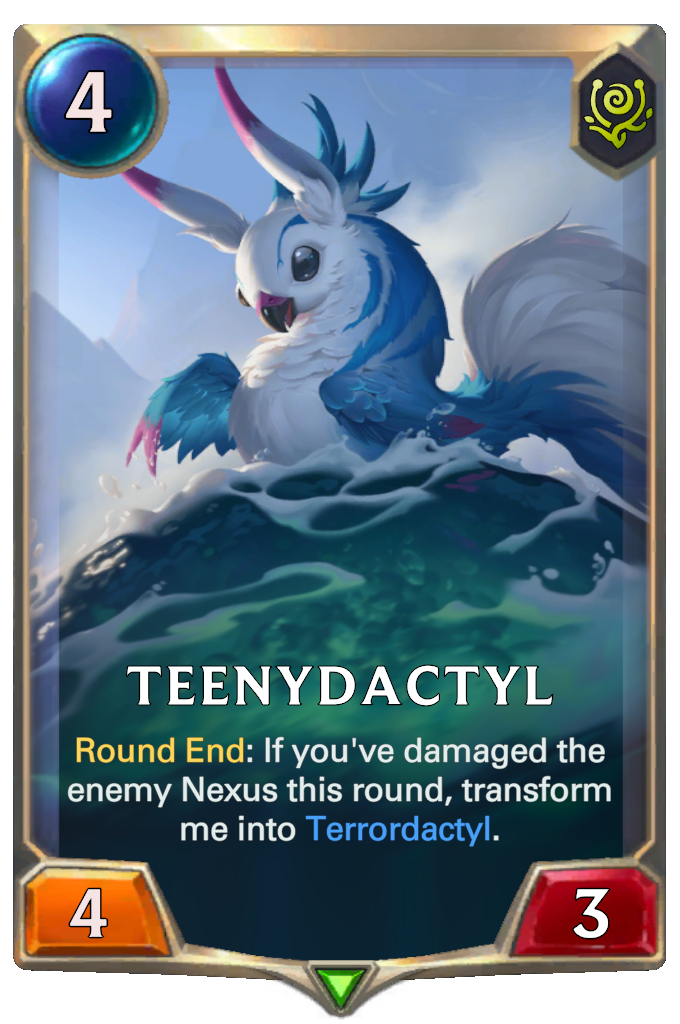 4
TEENYDACTYL
Round End: If you've damaged the
enemy Nexus this round, transform
me into Terrordactyl.
4
3